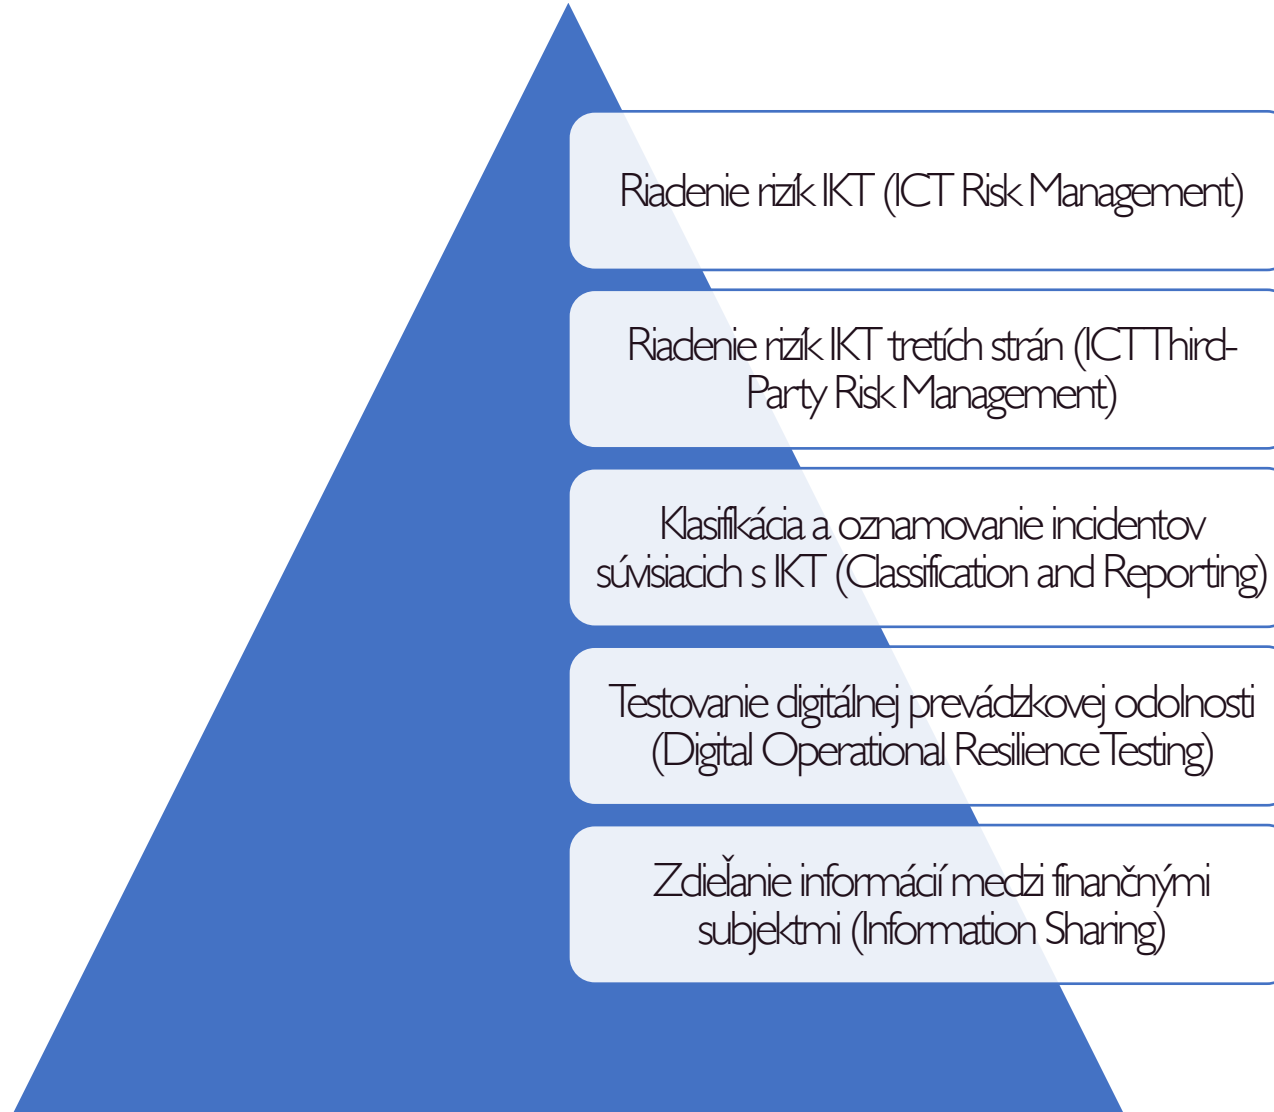 Riadenie rizík IKT (ICT Risk Management)
Riadenie rizík IKT tretích strán (ICT Third-
Party Risk Management)
Klasifikácia a oznamovanie incidentov
súvisiacich s IKT (Classification and Reporting)
Testovanie digitálnej prevádzkovej odolnosti
(Digital Operational Resilience Testing)
Zdieľanie informácií medzi finančnými
subjektmi (Information Sharing)